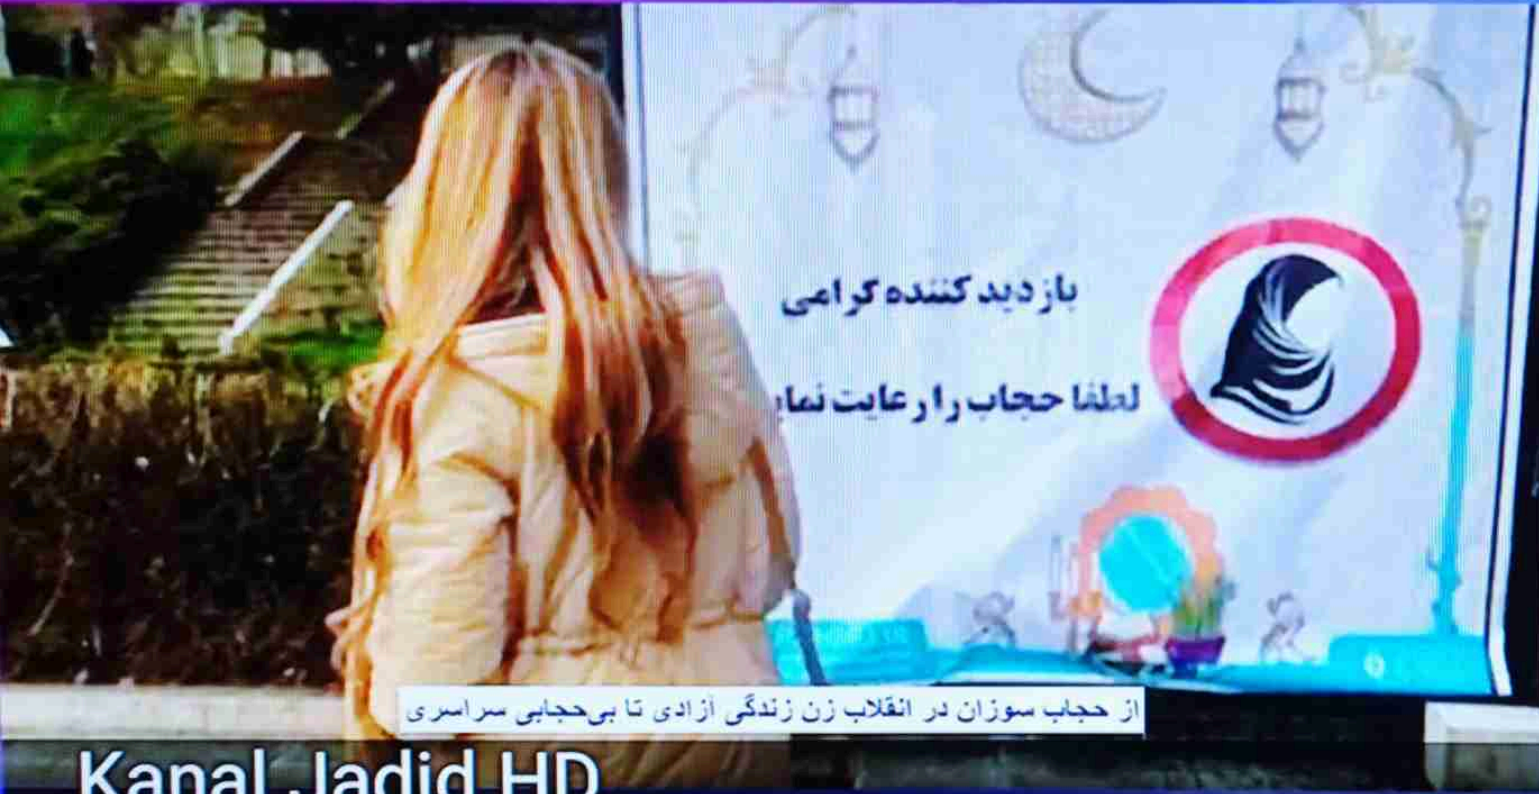 بازدید کننده گرامی
لطفا حجاب را رعایت نما
از حجاب سوزان در انقلاب زن زندگی آزادی تا بی‌حجابی سراسری
Kanal Jadid HD